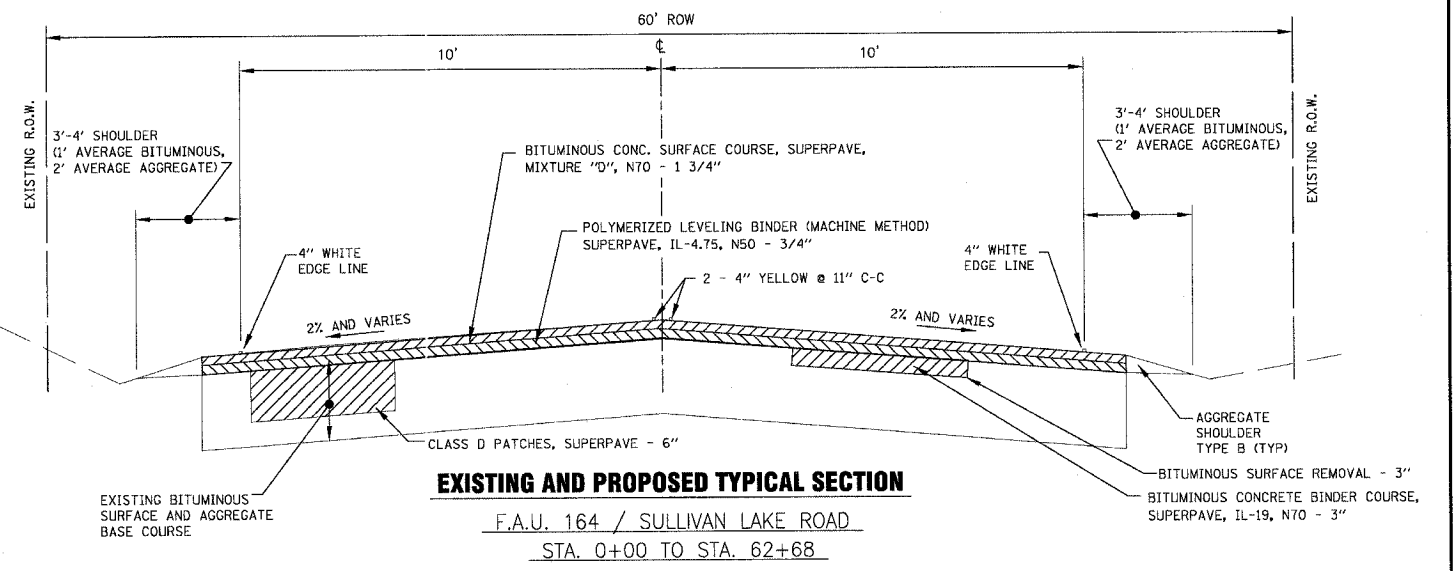 60' ROW
10'
℄
10'
EXISTING R.O.W.
EXISTING R.O.W.
3'-4' SHOULDER
(1' AVERAGE BITUMINOUS,
2' AVERAGE AGGREGATE)
3'-4' SHOULDER
(1' AVERAGE BITUMINOUS,
2' AVERAGE AGGREGATE)
BITUMINOUS CONC. SURFACE COURSE, SUPERPAVE,
MIXTURE "D", N70 - 1 3/4"
POLYMERIZED LEVELING BINDER (MACHINE METHOD)
SUPERPAVE, IL-4.75, N50 - 3/4"
4" WHITE
EDGE LINE
4" WHITE
EDGE LINE
2 - 4" YELLOW @ 11" C-C
2% AND VARIES
2% AND VARIES
CLASS D PATCHES, SUPERPAVE - 6"
AGGREGATE
SHOULDER
TYPE B (TYP)
BITUMINOUS SURFACE REMOVAL - 3"
BITUMINOUS CONCRETE BINDER COURSE,
SUPERPAVE, IL-19, N70 - 3"
EXISTING BITUMINOUS
SURFACE AND AGGREGATE
BASE COURSE
EXISTING AND PROPOSED TYPICAL SECTION
F.A.U. 164 / SULLIVAN LAKE ROAD
STA. 0+00 TO STA. 62+68